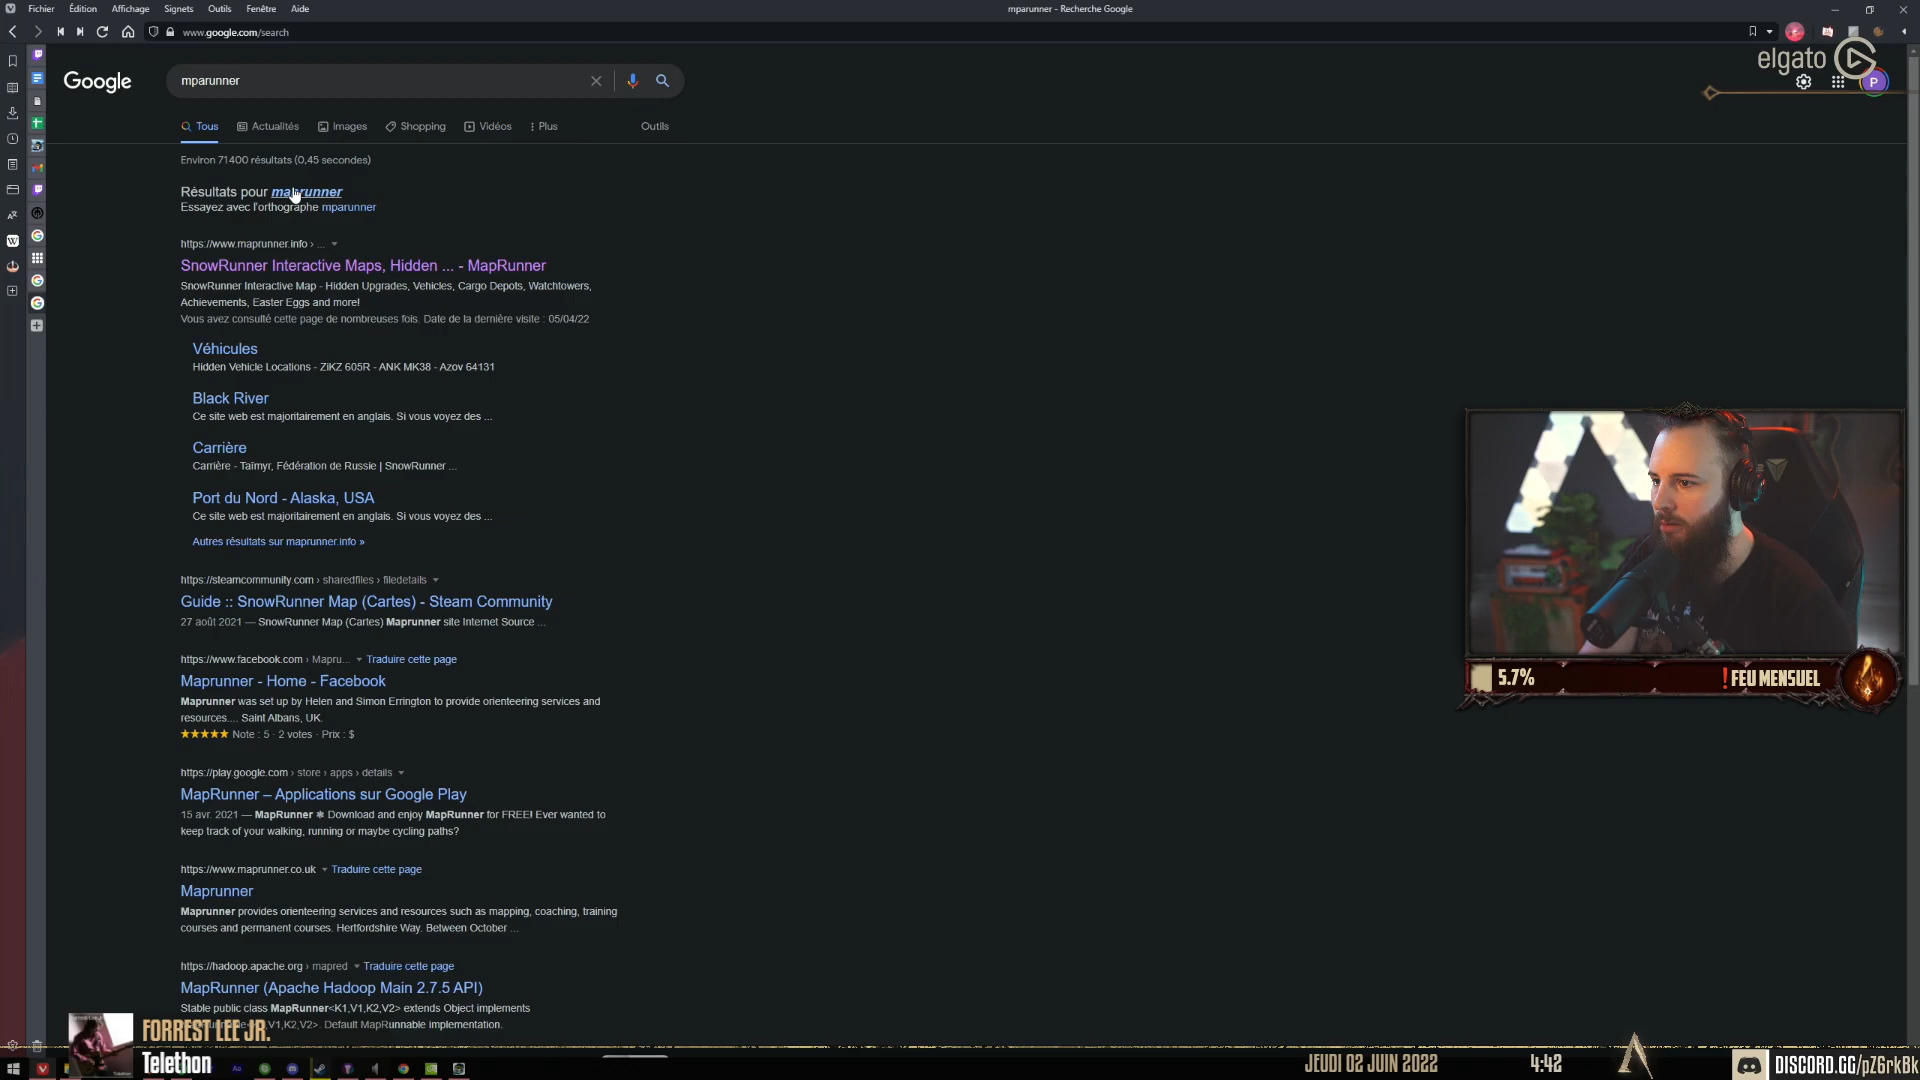 Fichier Édition Affichage Signets Outils Fenêtre Aide
mparunner - Recherche Google
www.google.com/search
elgato
Google
mparunner
P
Tous Actualités Images Shopping Vidéos Plus Outils
Environ 71400 résultats (0,45 secondes)
Résultats pour maprunner
Essayez avec l'orthographe mparunner
https://www.maprunner.info › ...
SnowRunner Interactive Maps, Hidden ... - MapRunner
SnowRunner Interactive Map - Hidden Upgrades, Vehicles, Cargo Depots, Watchtowers,
Achievements, Easter Eggs and more!
Vous avez consulté cette page de nombreuses fois. Date de la dernière visite : 05/04/22
Véhicules
Hidden Vehicle Locations - ZiKZ 605R - ANK MK38 - Azov 64131
Black River
Ce site web est majoritairement en anglais. Si vous voyez des ...
Carrière
Carrière - Taïmyr, Fédération de Russie | SnowRunner ...
Port du Nord - Alaska, USA
Ce site web est majoritairement en anglais. Si vous voyez des ...
Autres résultats sur maprunner.info »
https://steamcommunity.com › sharedfiles › filedetails
Guide :: SnowRunner Map (Cartes) - Steam Community
27 août 2021 — SnowRunner Map (Cartes) Maprunner site Internet Source ...
https://www.facebook.com › Mapru... Traduire cette page
Maprunner - Home - Facebook
Maprunner was set up by Helen and Simon Errington to provide orienteering services and
resources.... Saint Albans, UK.
★★★★★ Note : 5 · 2 votes · Prix : $
https://play.google.com › store › apps › details
MapRunner – Applications sur Google Play
15 avr. 2021 — MapRunner ❃ Download and enjoy MapRunner for FREE! Ever wanted to
keep track of your walking, running or maybe cycling paths?
https://www.maprunner.co.uk Traduire cette page
Maprunner
Maprunner provides orienteering services and resources such as mapping, coaching, training
courses and permanent courses. Hertfordshire Way. Between October ...
https://hadoop.apache.org › mapred Traduire cette page
MapRunner (Apache Hadoop Main 2.7.5 API)
Stable public class MapRunner<K1,V1,K2,V2> extends Object implements
V1,K2,V2>. Default MapRunnable implementation.
5.7%
! FEU MENSUEL
FORREST LEE JR.
Telethon
JEUDI 02 JUIN 2022
4:42
DISCORD.GG/pZ6rkBk